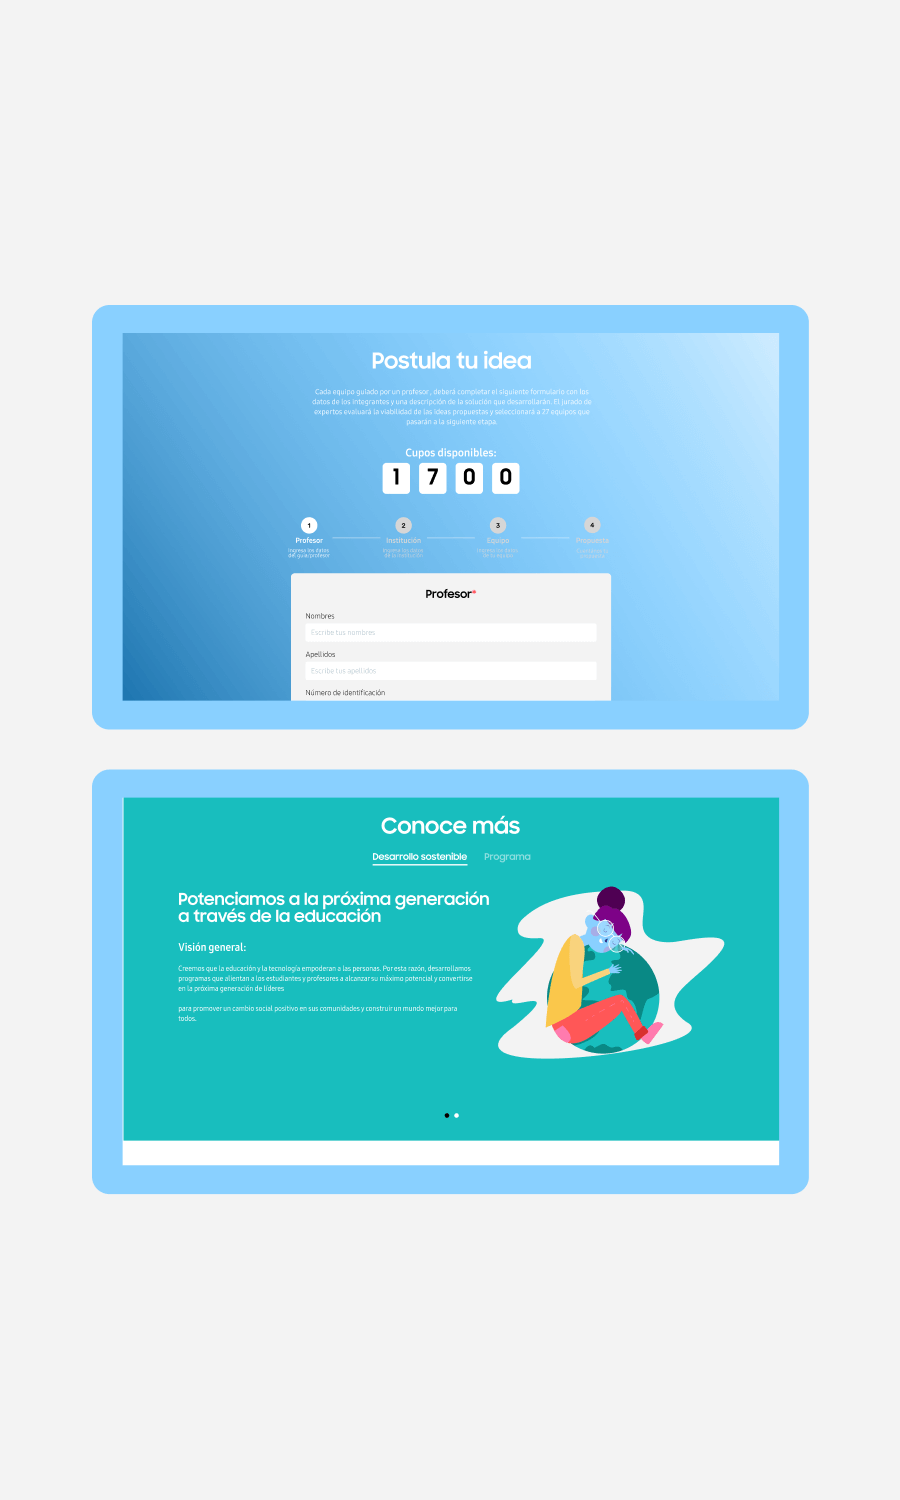 Postula tu idea
Cada equipo guiado por un profesor, deberá completar el siguiente formulario con los
datos de los integrantes y una descripción de la solución que desarrollarán. El jurado de
expertos evaluará la viabilidad de las ideas propuestas y seleccionará a 27 equipos que
pasarán a la siguiente etapa.
Cupos disponibles:
1 7 0 0
1 2 3 4
Profesor Institución Equipo Propuesta
Ingresa los datos
del guía/profesor
Profesor*
Nombres
Escribe tus nombres
Apellidos
Escribe tus apellidos
Número de identificación
Conoce más
Desarrollo sostenible Programa
Potenciamos a la próxima generación
a través de la educación
Visión general:
Creemos que la educación y la tecnología empoderan a las personas. Por esta razón, desarrollamos
programas que alientan a los estudiantes y profesores a alcanzar su máximo potencial y convertirse
en la próxima generación de líderes
para promover un cambio social positivo en sus comunidades y construir un mundo mejor para
todos.